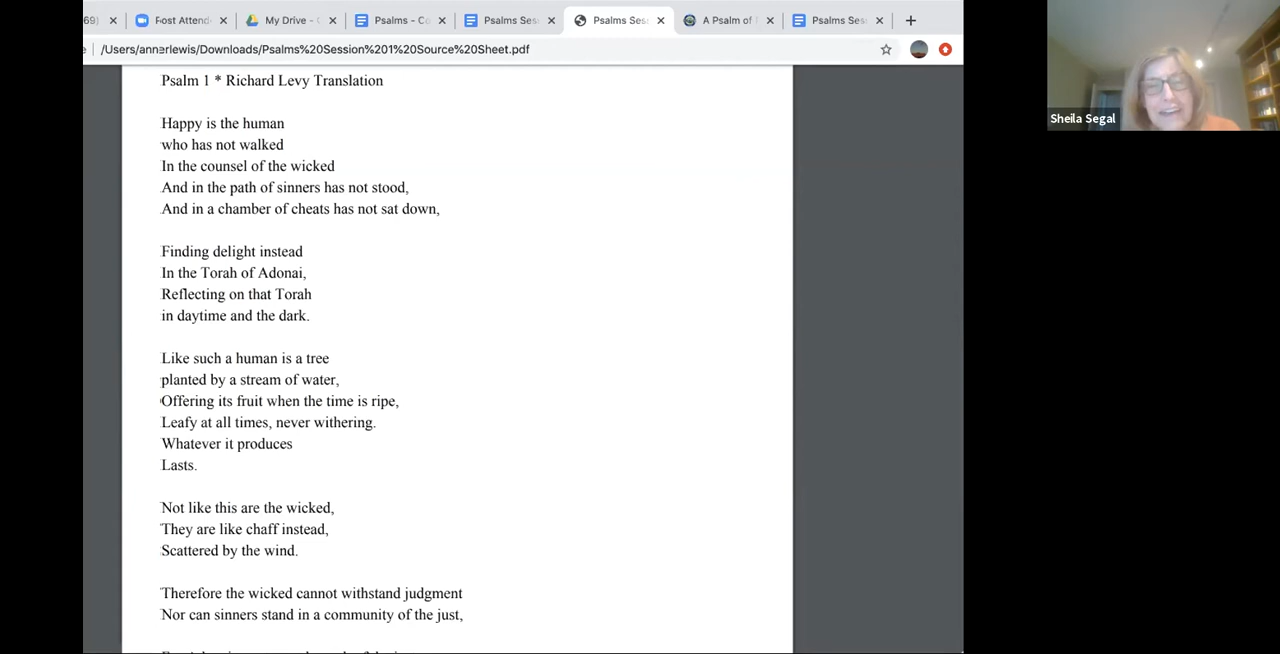 69)
Post Attend
My Drive - G
Psalms - Co
Psalms Ses
Psalms Ses
A Psalm of
Psalms Ses
/Users/annerlewis/Downloads/Psalms%20Session%201%20Source%20Sheet.pdf
Sheila Segal
Psalm 1 * Richard Levy Translation
Happy is the human
who has not walked
In the counsel of the wicked
And in the path of sinners has not stood,
And in a chamber of cheats has not sat down,
Finding delight instead
In the Torah of Adonai,
Reflecting on that Torah
in daytime and the dark.
Like such a human is a tree
planted by a stream of water,
Offering its fruit when the time is ripe,
Leafy at all times, never withering.
Whatever it produces
Lasts.
Not like this are the wicked,
They are like chaff instead,
Scattered by the wind.
Therefore the wicked cannot withstand judgment
Nor can sinners stand in a community of the just,